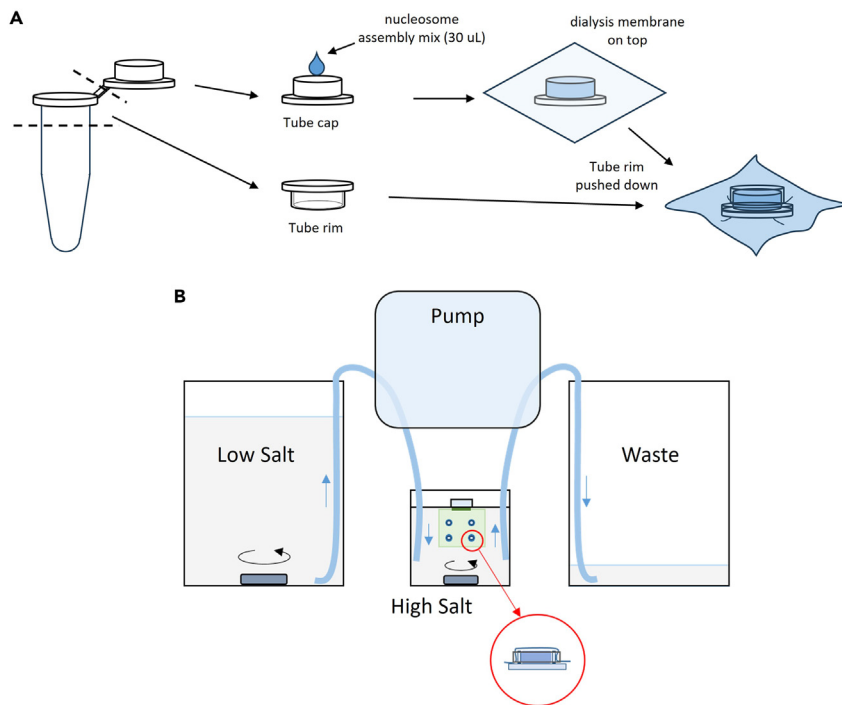 A
nucleosome
assembly mix (30 uL)
dialysis membrane
on top
Tube cap
Tube rim
pushed down
Tube rim
B
Pump
Low Salt
Waste
High Salt